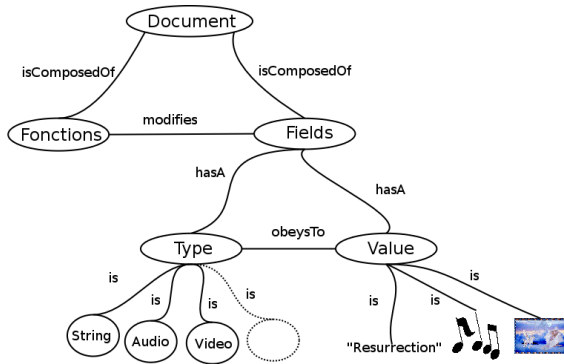 Document
isComposedOf
isComposedOf
Fonctions
modifies
Fields
hasA
hasA
Type
obeysTo
Value
is
is
is
is
is
is
is
String
Audio
Video
"Resurrection"